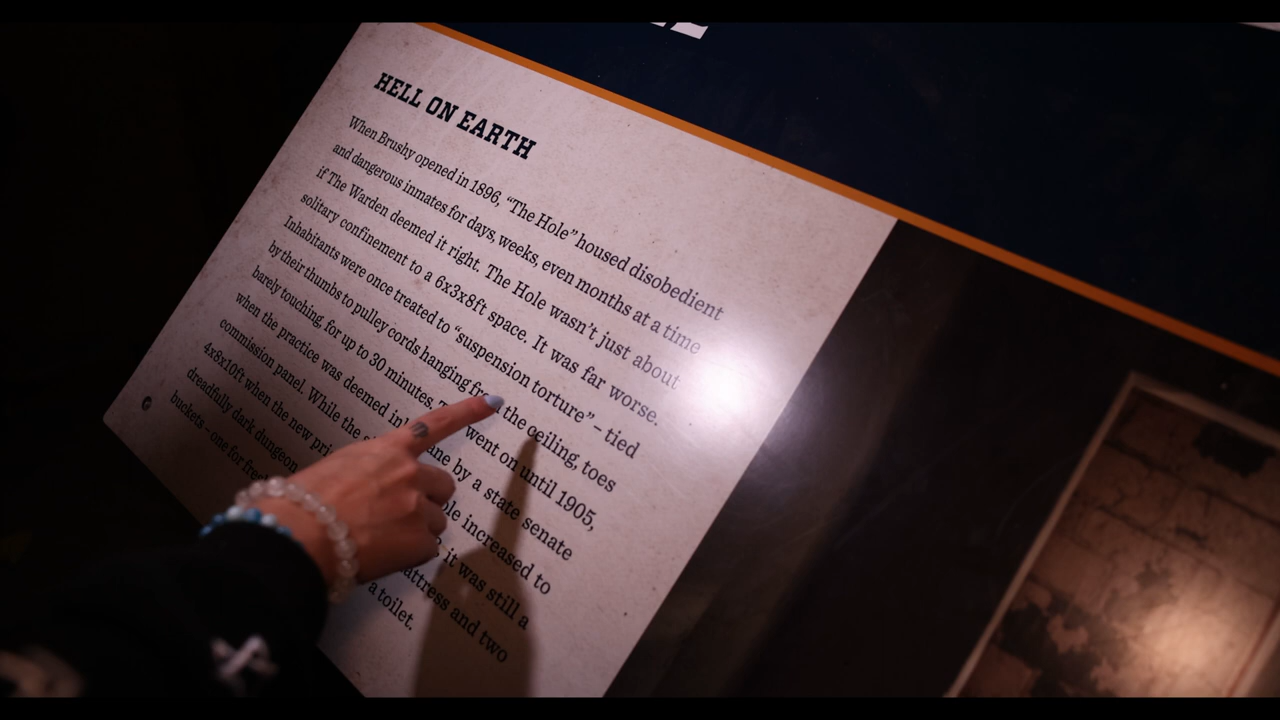 HELL ON EARTH
When Brushy opened in 1896, “The Hole” housed disobedient
and dangerous inmates for days, weeks, even months at a time
if The Warden deemed it right. The Hole wasn’t just about
solitary confinement to a 6x3x8ft space. It was far worse.
Inhabitants were once treated to “suspension torture” – tied
by their thumbs to pulley cords hanging from the ceiling, toes
barely touching, for up to 30 minutes. went on until 1905,
when the practice was deemed by a state senate
commission panel. While the increased to
4x8x10ft when the new it was still a
dreadfully dark dungeon and two
buckets – one for a toilet.